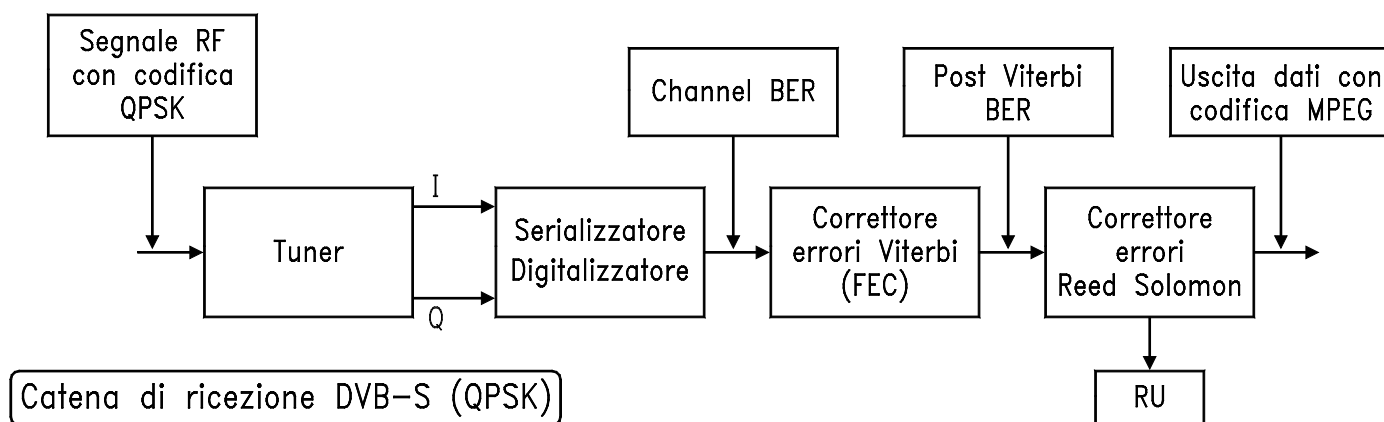 Segnale RF
con codifica
QPSK
Channel BER
Post Viterbi
BER
Uscita dati con
codifica MPEG
I
Q
Tuner
Serializzatore
Digitalizzatore
Correttore
errori Viterbi
(FEC)
Correttore
errori
Reed Solomon
RU
Catena di ricezione DVB-S (QPSK)